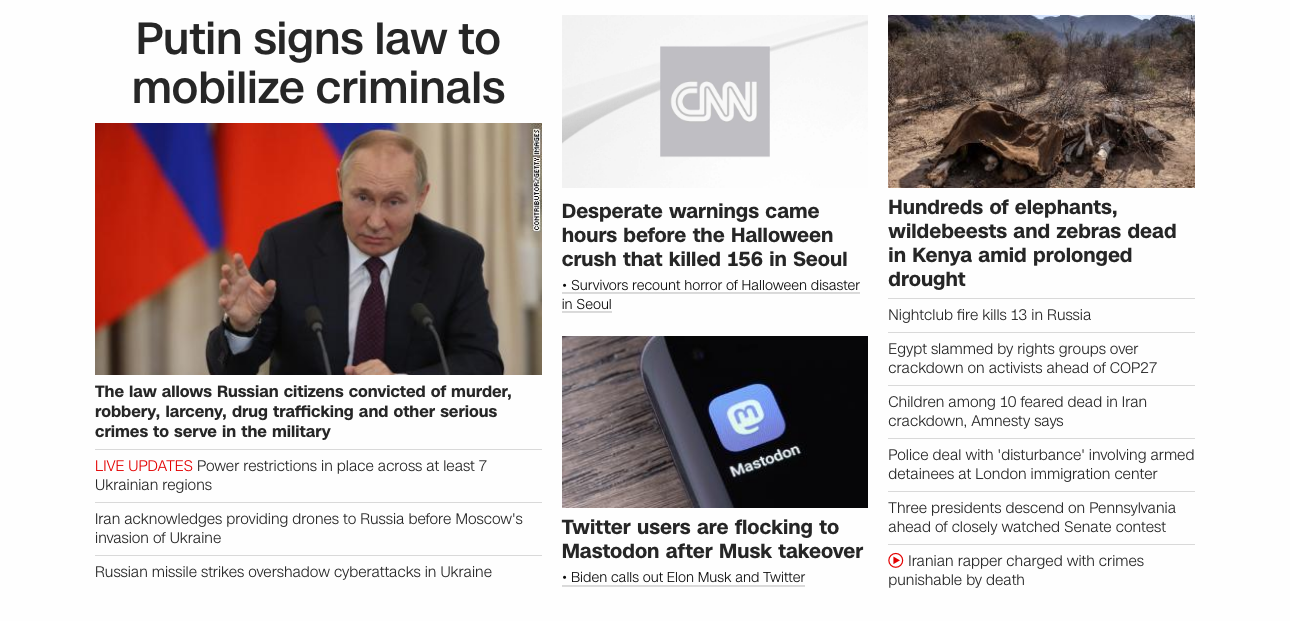 Putin signs law to
mobilize criminals
CONTRIBUTOR/GETTY IMAGES
The law allows Russian citizens convicted of murder,
robbery, larceny, drug trafficking and other serious
crimes to serve in the military
LIVE UPDATES Power restrictions in place across at least 7
Ukrainian regions
Iran acknowledges providing drones to Russia before Moscow's
invasion of Ukraine
Russian missile strikes overshadow cyberattacks in Ukraine
CNN
Desperate warnings came
hours before the Halloween
crush that killed 156 in Seoul
• Survivors recount horror of Halloween disaster
in Seoul
m
Mastodon
Twitter users are flocking to
Mastodon after Musk takeover
• Biden calls out Elon Musk and Twitter
Hundreds of elephants,
wildebeests and zebras dead
in Kenya amid prolonged
drought
Nightclub fire kills 13 in Russia
Egypt slammed by rights groups over
crackdown on activists ahead of COP27
Children among 10 feared dead in Iran
crackdown, Amnesty says
Police deal with 'disturbance' involving armed
detainees at London immigration center
Three presidents descend on Pennsylvania
ahead of closely watched Senate contest
Iranian rapper charged with crimes
punishable by death